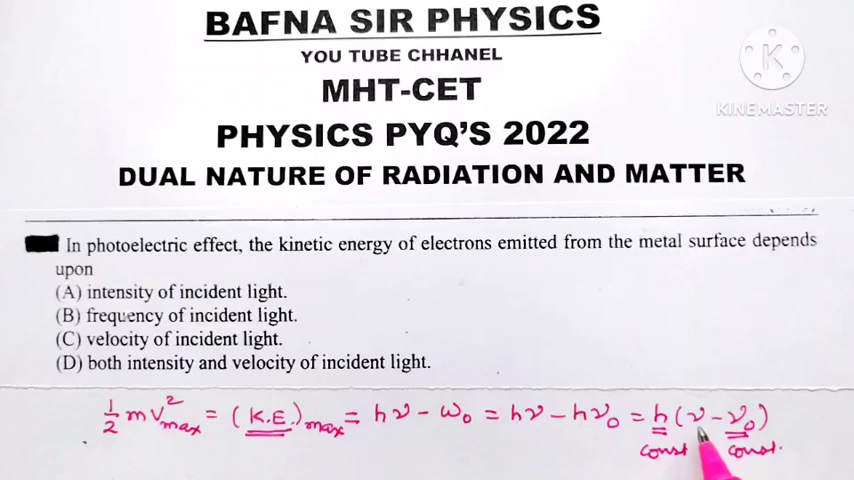 BAFNA SIR PHYSICS
YOU TUBE CHHANEL
MHT-CET
PHYSICS PYQ'S 2022
DUAL NATURE OF RADIATION AND MATTER
K
KINEMASTER
In photoelectric effect, the kinetic energy of electrons emitted from the metal surface depends
upon
(A) intensity of incident light.
(B) frequency of incident light.
(C) velocity of incident light.
(D) both intensity and velocity of incident light.
½ m v²max = (K.E.)max = hν − ω₀ = hν − hν₀ = h(ν − ν₀)
const const.